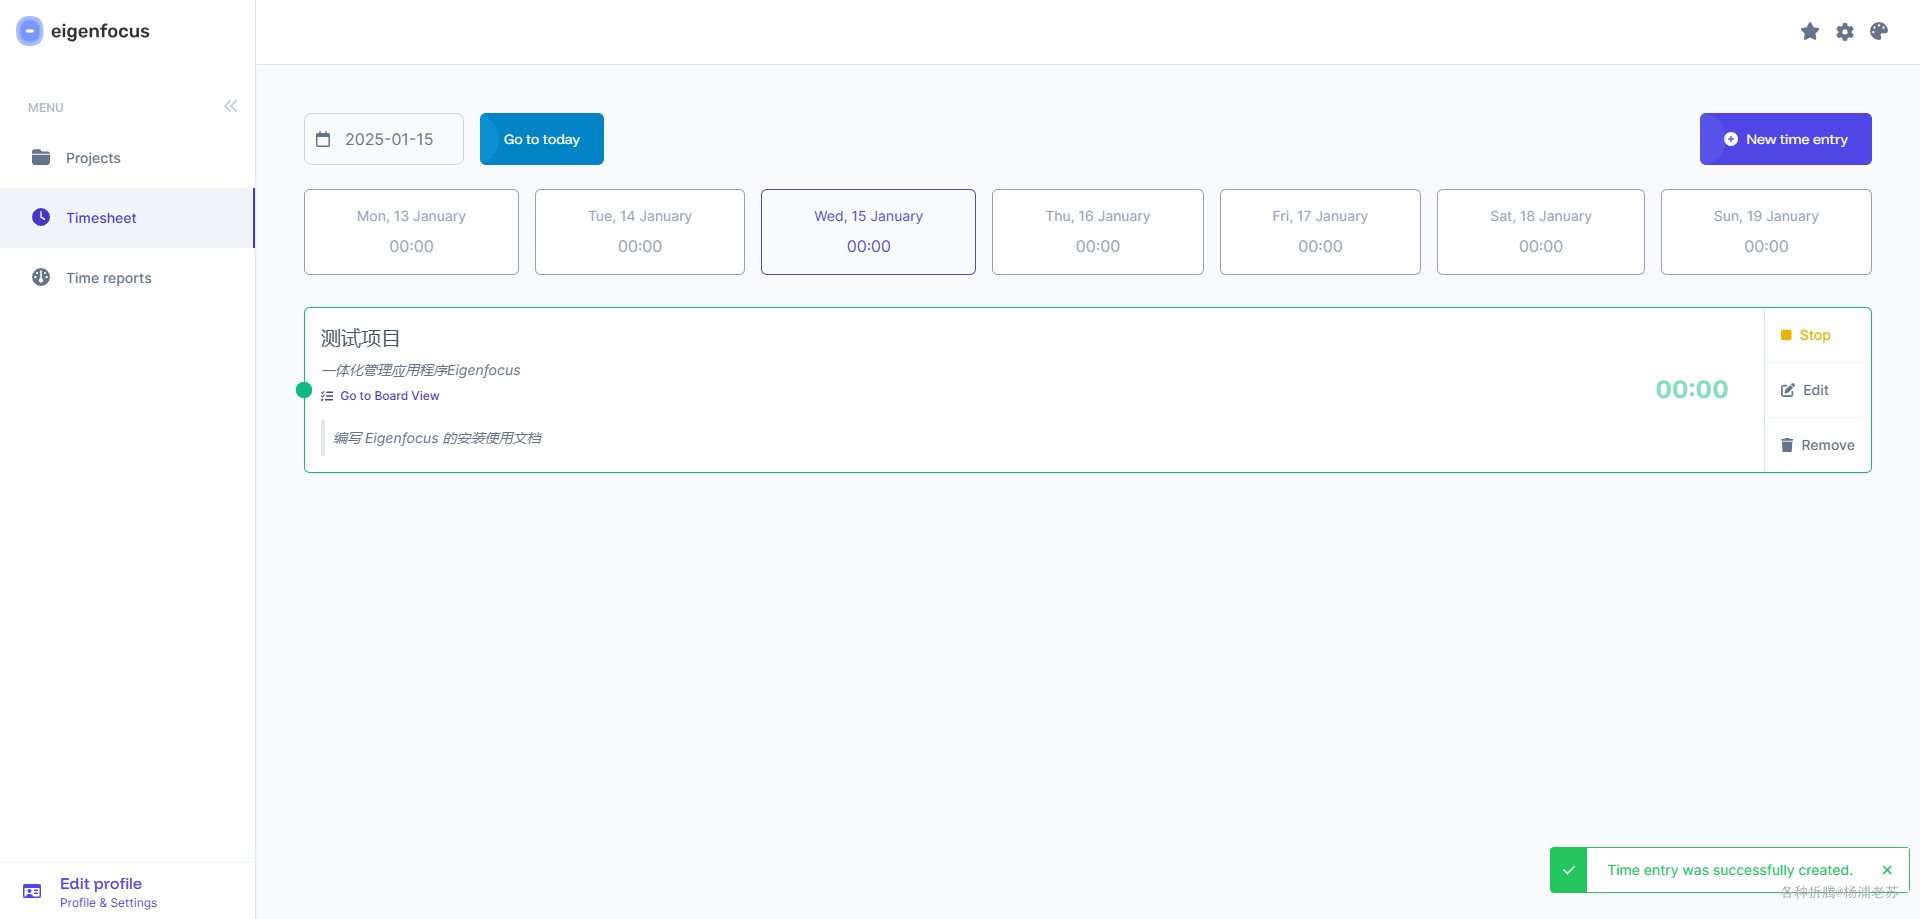 eigenfocus
MENU
Projects
Timesheet
Time reports
2025-01-15
Go to today
New time entry
Mon, 13 January
00:00
Tue, 14 January
00:00
Wed, 15 January
00:00
Thu, 16 January
00:00
Fri, 17 January
00:00
Sat, 18 January
00:00
Sun, 19 January
00:00
测试项目
一体化管理应用程序Eigenfocus
Go to Board View
编写 Eigenfocus 的安装使用文档
00:00
Stop
Edit
Remove
Edit profile
Profile & Settings
Time entry was successfully created.
各种折腾@杨浦老苏